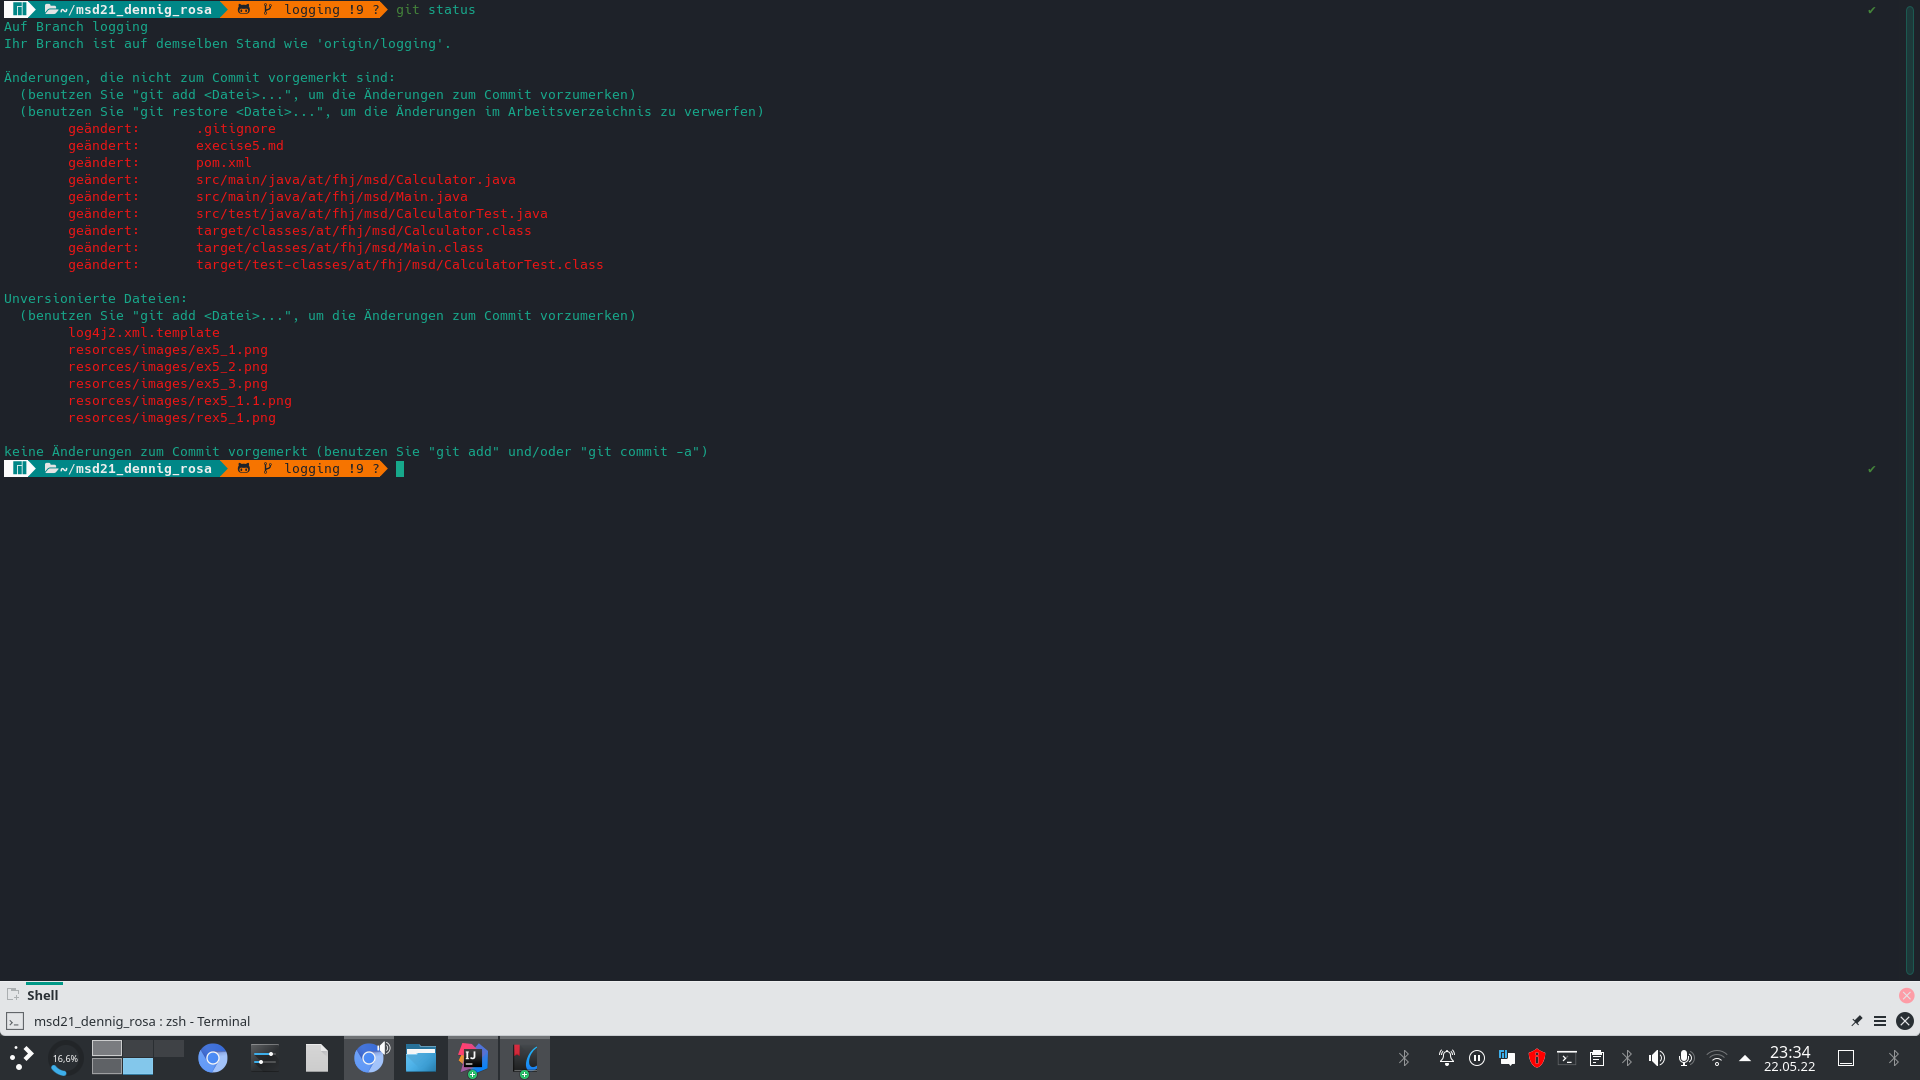 ~/msd21_dennig_rosa logging !9 ? git status
Auf Branch logging
Ihr Branch ist auf demselben Stand wie 'origin/logging'.
Änderungen, die nicht zum Commit vorgemerkt sind:
(benutzen Sie "git add <Datei>...", um die Änderungen zum Commit vorzumerken)
(benutzen Sie "git restore <Datei>...", um die Änderungen im Arbeitsverzeichnis zu verwerfen)
geändert: .gitignore
geändert: execise5.md
geändert: pom.xml
geändert: src/main/java/at/fhj/msd/Calculator.java
geändert: src/main/java/at/fhj/msd/Main.java
geändert: src/test/java/at/fhj/msd/CalculatorTest.java
geändert: target/classes/at/fhj/msd/Calculator.class
geändert: target/classes/at/fhj/msd/Main.class
geändert: target/test-classes/at/fhj/msd/CalculatorTest.class
Unversionierte Dateien:
(benutzen Sie "git add <Datei>...", um die Änderungen zum Commit vorzumerken)
log4j2.xml.template
resorces/images/ex5_1.png
resorces/images/ex5_2.png
resorces/images/ex5_3.png
resorces/images/rex5_1.1.png
resorces/images/rex5_1.png
keine Änderungen zum Commit vorgemerkt (benutzen Sie "git add" und/oder "git commit -a")
~/msd21_dennig_rosa logging !9 ?
Shell
msd21_dennig_rosa : zsh - Terminal
16,6%
IJ
23:34
22.05.22